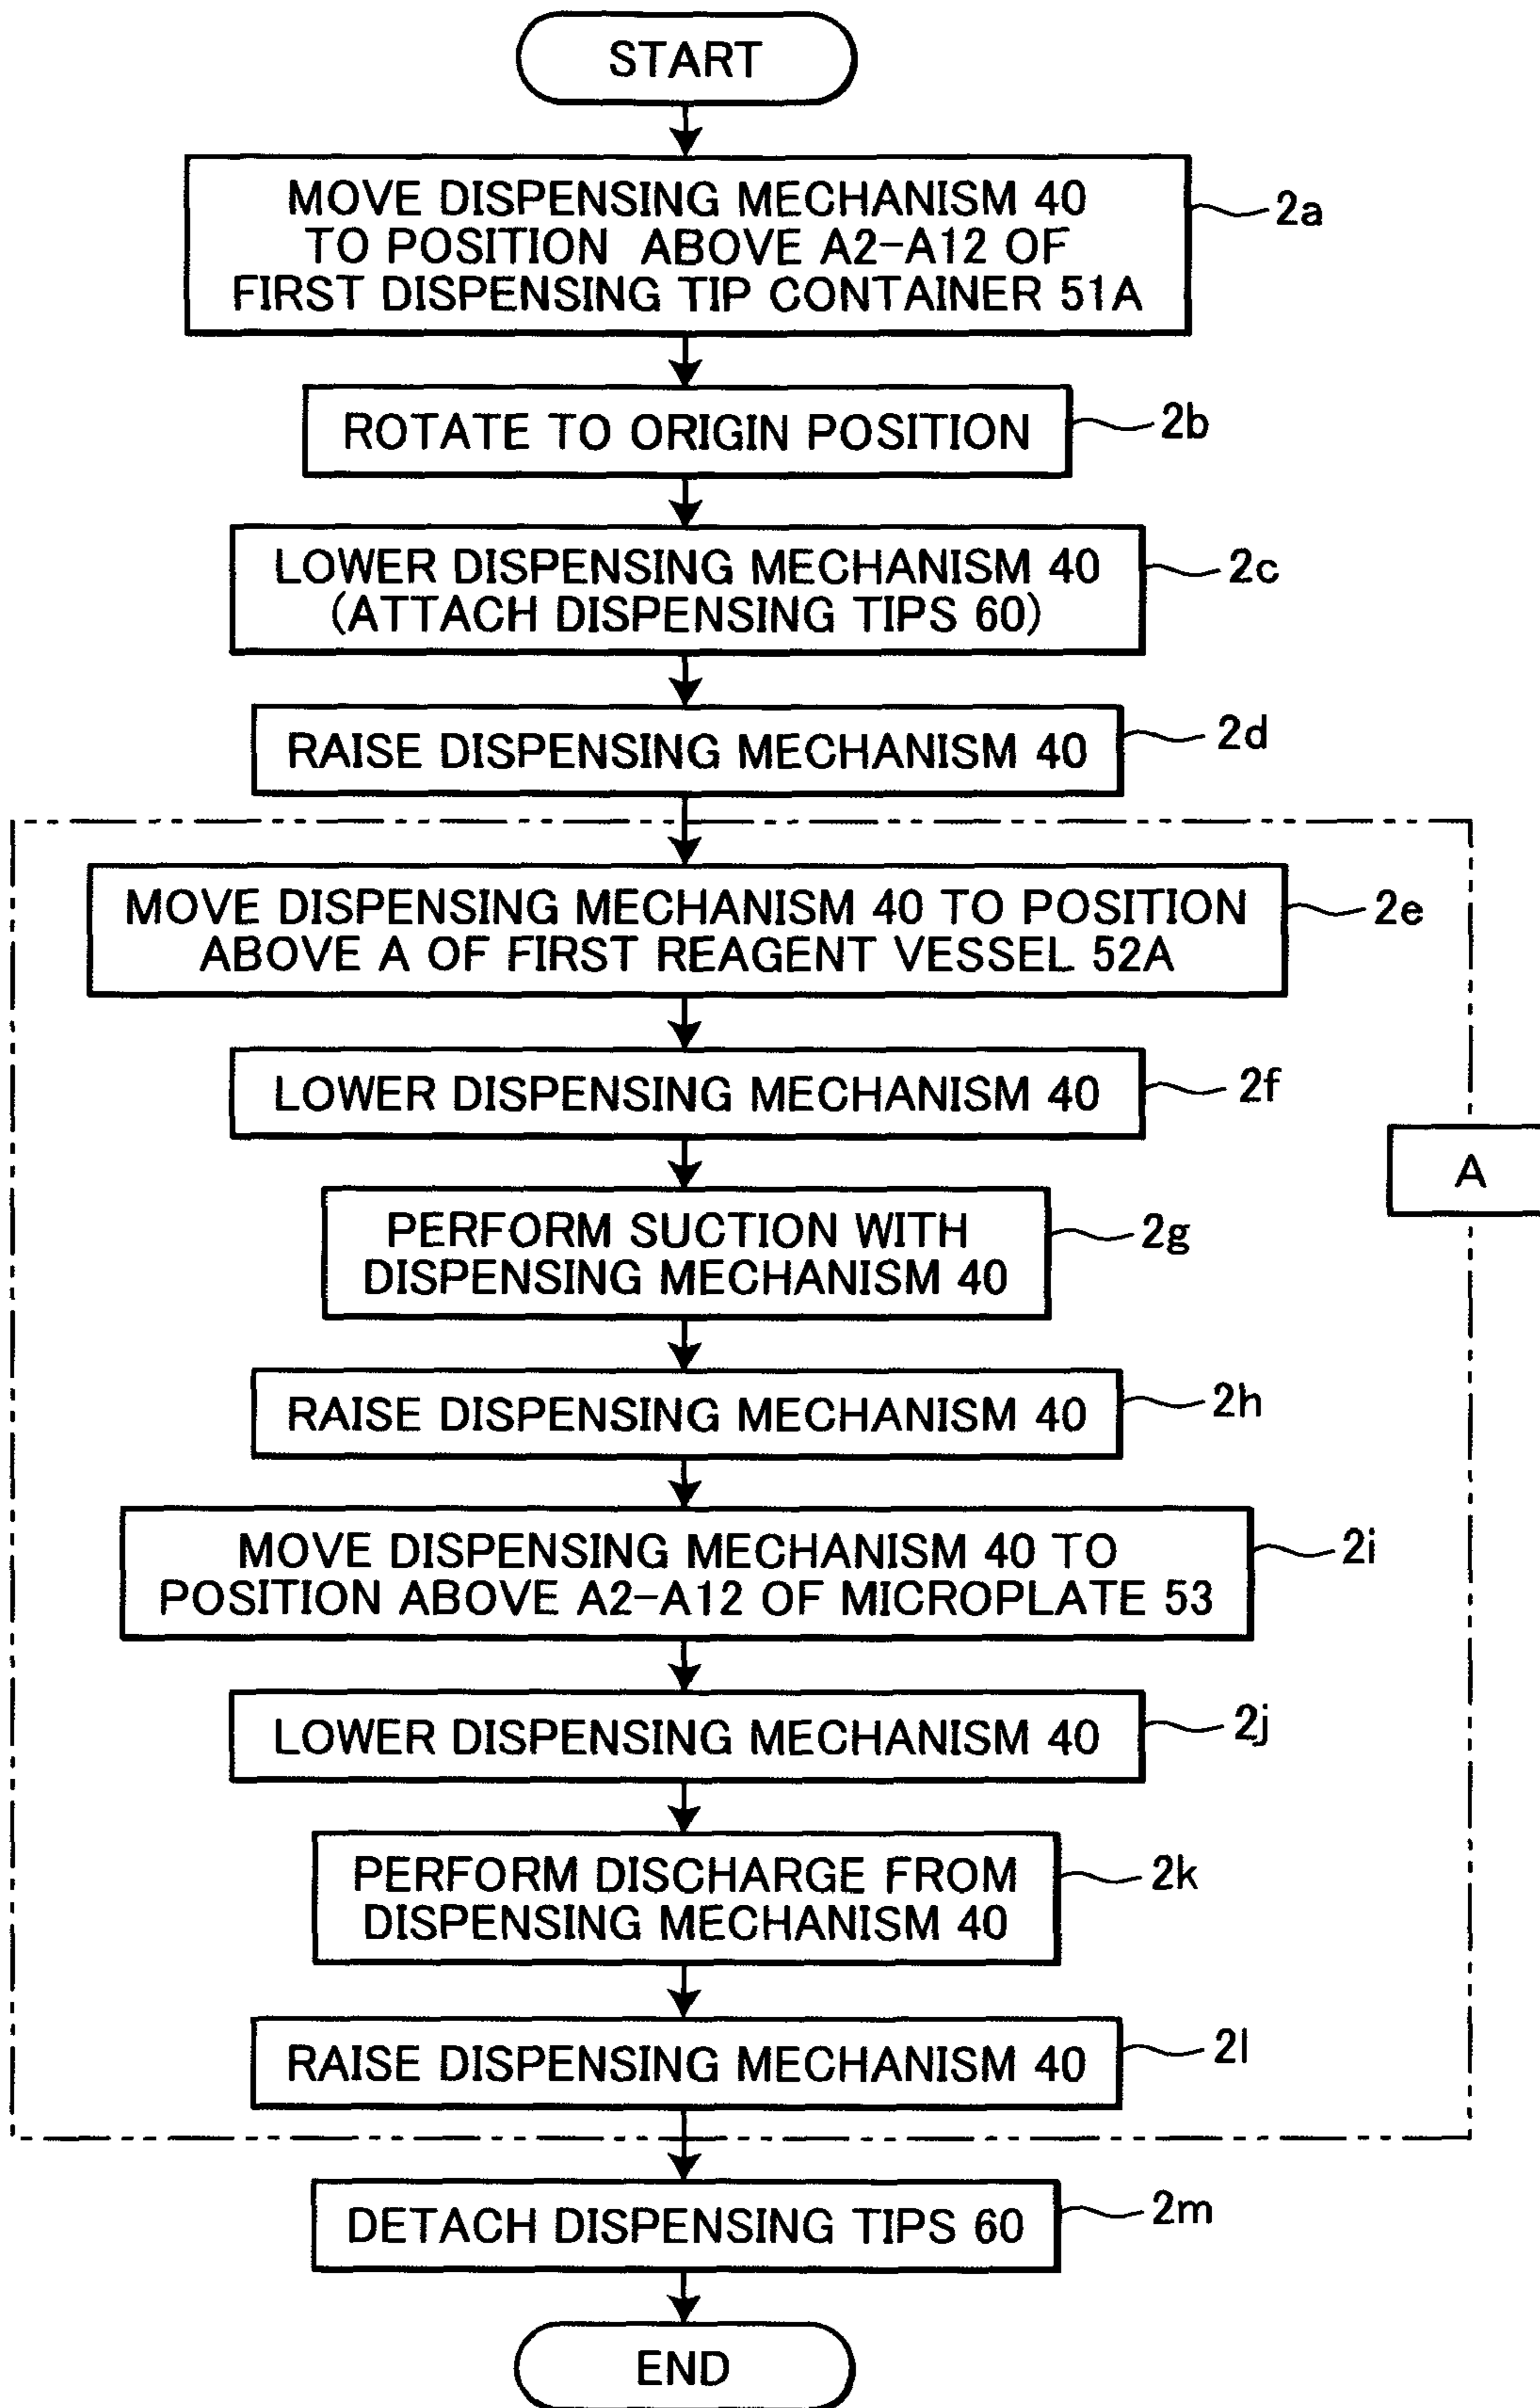 START
MOVE DISPENSING MECHANISM 40
TO POSITION ABOVE A2-A12 OF
FIRST DISPENSING TIP CONTAINER 51A
2a
ROTATE TO ORIGIN POSITION
2b
LOWER DISPENSING MECHANISM 40
(ATTACH DISPENSING TIPS 60)
2c
RAISE DISPENSING MECHANISM 40
2d
MOVE DISPENSING MECHANISM 40 TO POSITION
ABOVE A OF FIRST REAGENT VESSEL 52A
2e
LOWER DISPENSING MECHANISM 40
2f
A
PERFORM SUCTION WITH
DISPENSING MECHANISM 40
2g
RAISE DISPENSING MECHANISM 40
2h
MOVE DISPENSING MECHANISM 40 TO
POSITION ABOVE A2-A12 OF MICROPLATE 53
2i
LOWER DISPENSING MECHANISM 40
2j
PERFORM DISCHARGE FROM
DISPENSING MECHANISM 40
2k
RAISE DISPENSING MECHANISM 40
2l
DETACH DISPENSING TIPS 60
2m
END